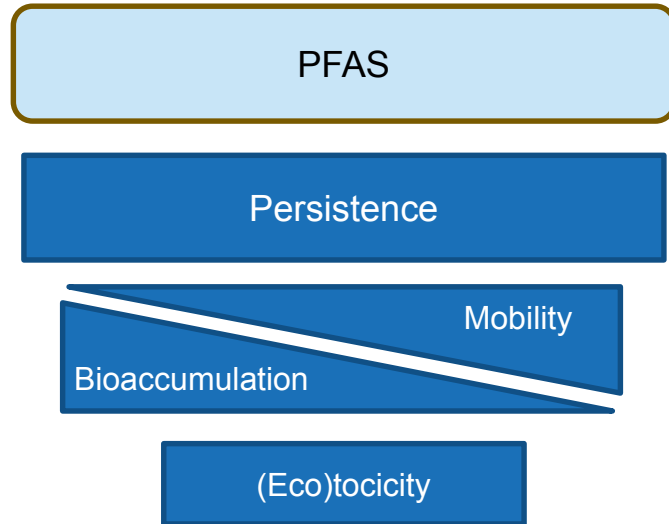 PFAS
Persistence
Mobility
Bioaccumulation
(Eco)tocicity